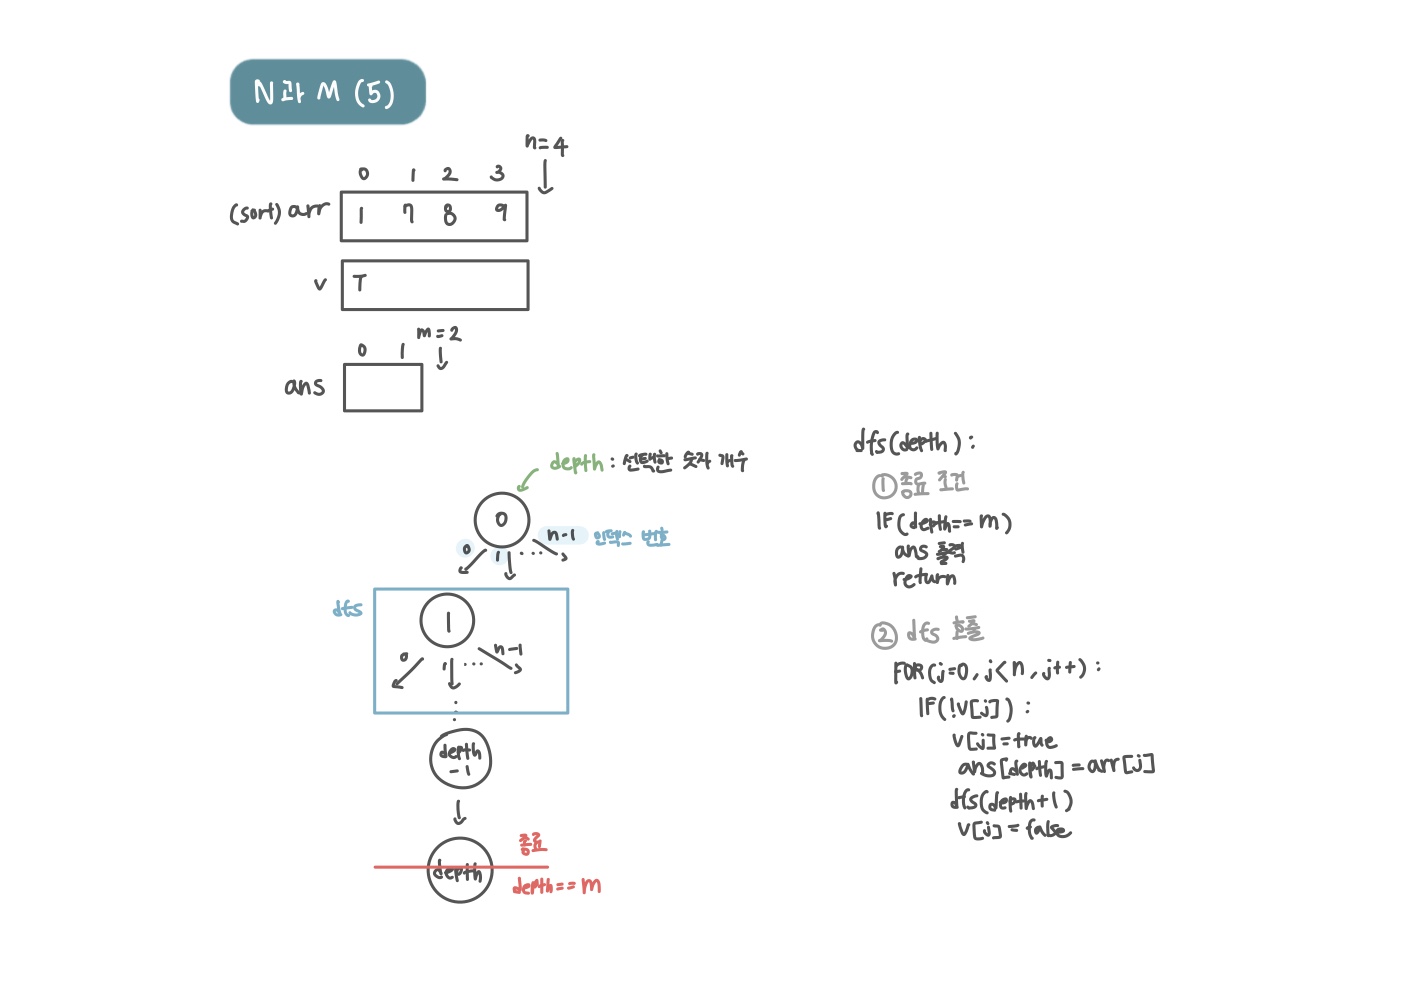 N과 M (5)
n=4
0 1 2 3
(sort) arr 1 7 8 9
v T
m=2
0 1
ans
depth : 선택한 숫자 개수
0
0 1 .... n-1 인덱스 번호
dfs
1
0 1 ... n-1
depth
-1
종료
depth
depth==m
dfs(depth):
① 종료 조건
IF(depth==m)
ans 출력
return
② dfs 호출
FOR(j=0, j<n, j++):
IF(!v[j]):
v[j]=true
ans[depth]=arr[j]
dfs(depth+1)
v[j]=false